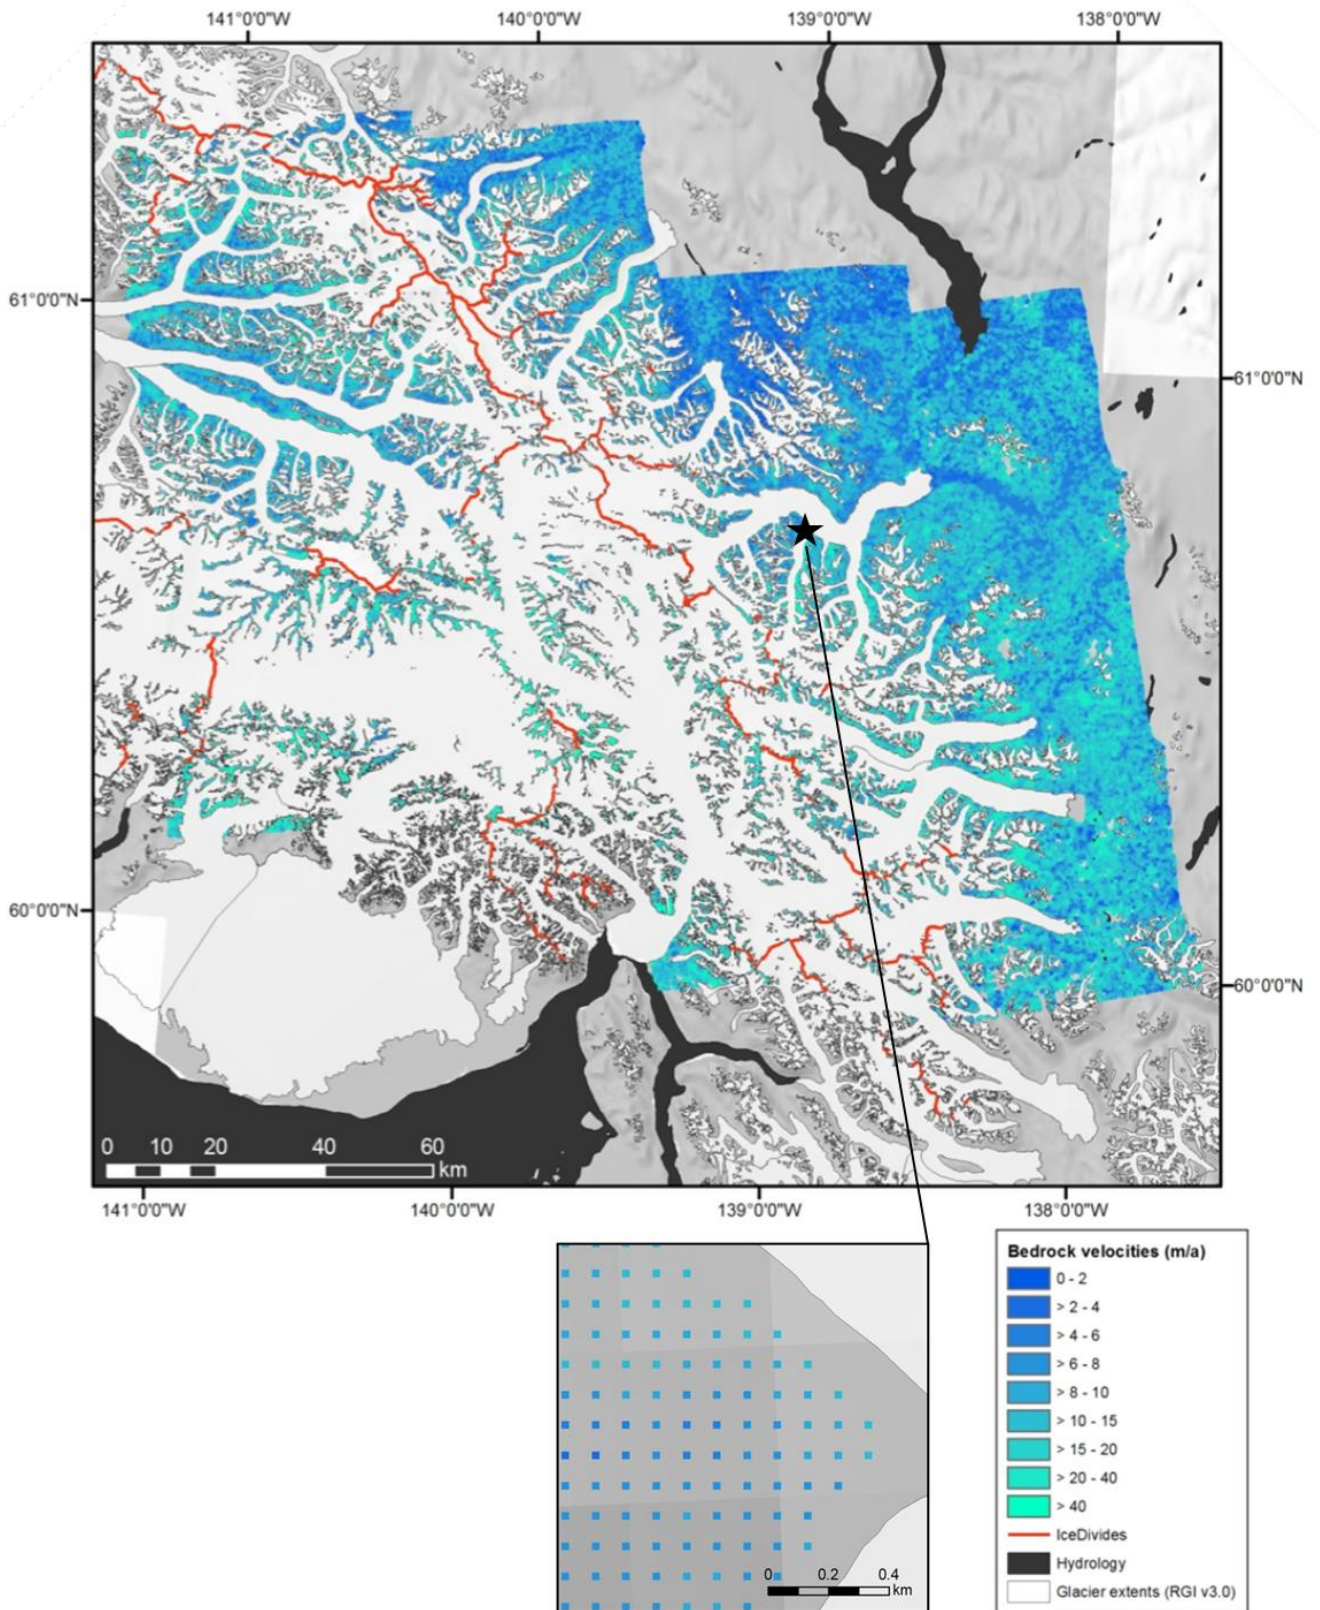 141°0'0"W 140°0'0"W 139°0'0"W 138°0'0"W
61°0'0"N
61°0'0"N
60°0'0"N
60°0'0"N
0 10 20 40 60
km
141°0'0"W 140°0'0"W 139°0'0"W 138°0'0"W
Bedrock velocities (m/a)
0 - 2
> 2 - 4
> 4 - 6
> 6 - 8
> 8 - 10
> 10 - 15
> 15 - 20
> 20 - 40
> 40
IceDivides
Hydrology
Glacier extents (RGI v3.0)
0 0.2 0.4
km